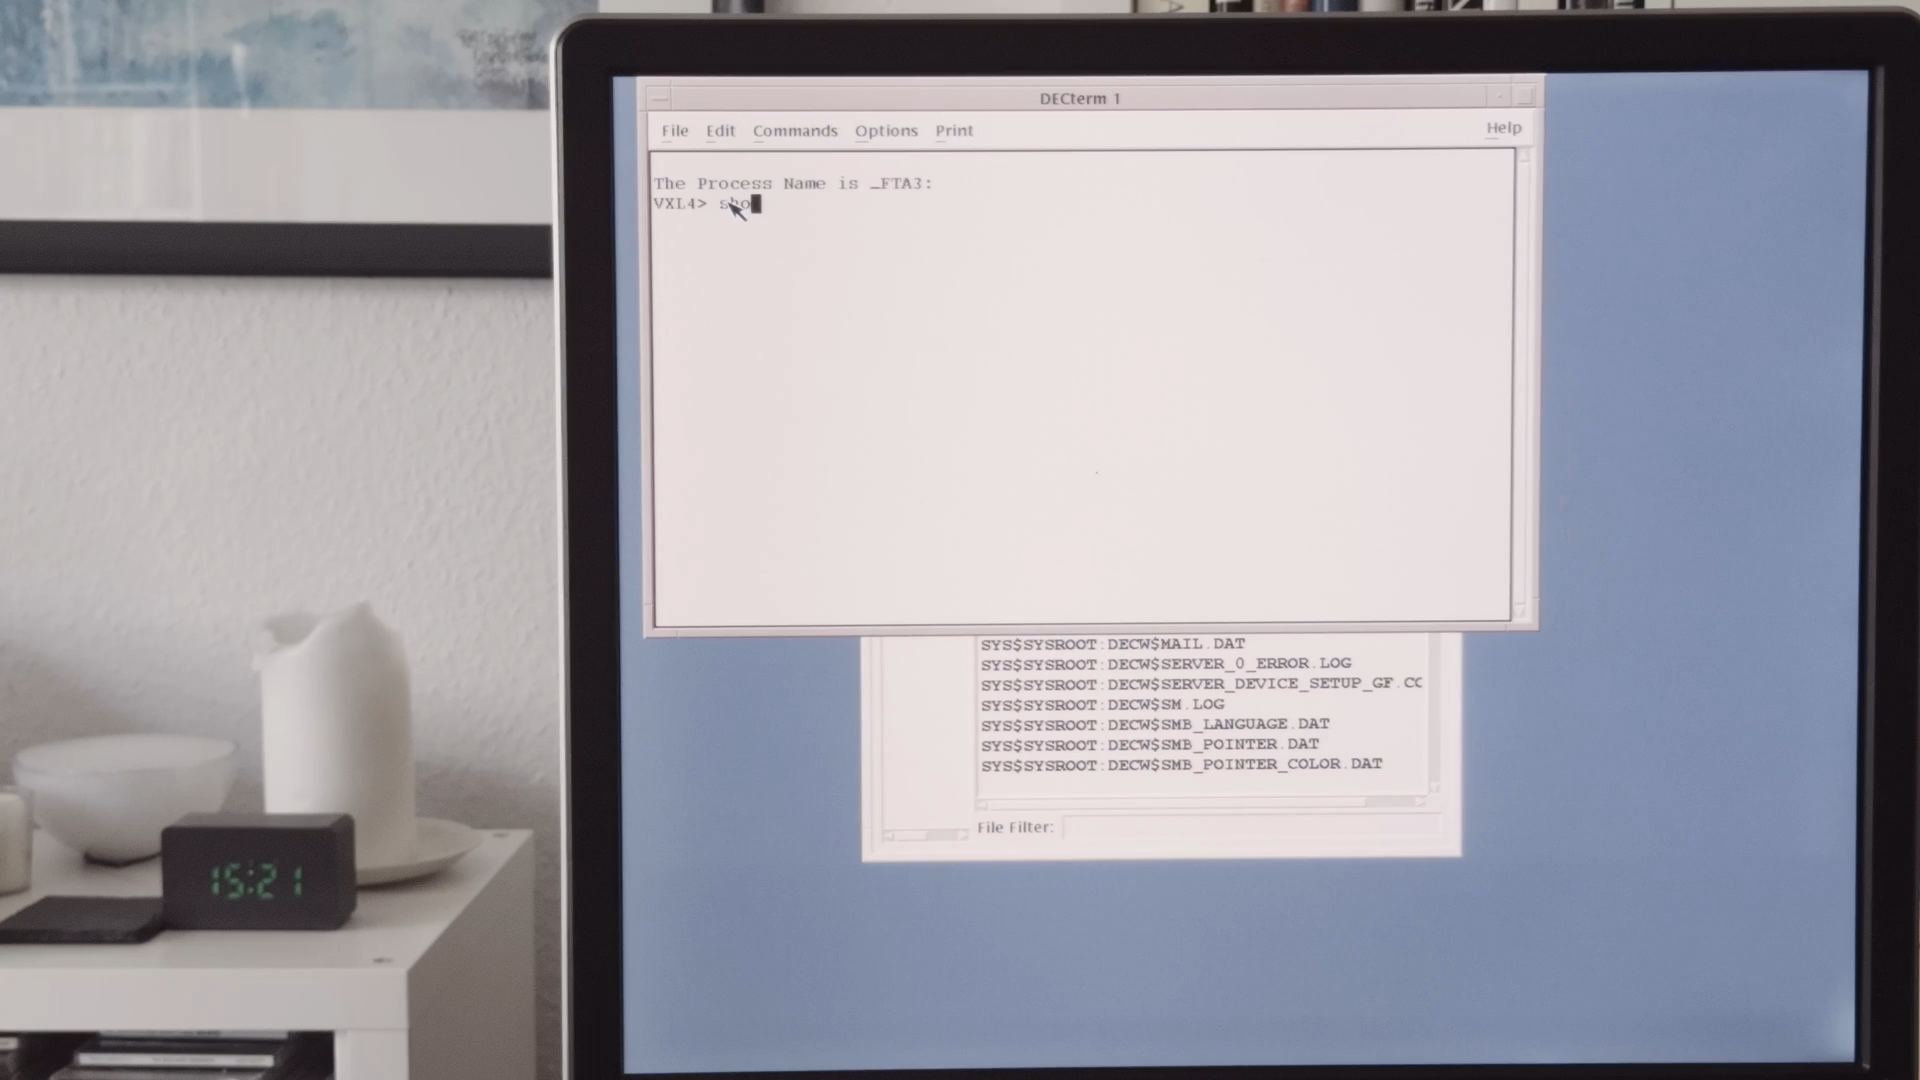 DECterm 1
File Edit Commands Options Print Help
The Process Name is _FTA3:
VXL4> sho
SYS$SYSROOT:DECW$MAIL.DAT
SYS$SYSROOT:DECW$SERVER_0_ERROR.LOG
SYS$SYSROOT:DECW$SERVER_DEVICE_SETUP_GF.CO
SYS$SYSROOT:DECW$SM.LOG
SYS$SYSROOT:DECW$SMB_LANGUAGE.DAT
SYS$SYSROOT:DECW$SMB_POINTER.DAT
SYS$SYSROOT:DECW$SMB_POINTER_COLOR.DAT
File Filter:
15:21